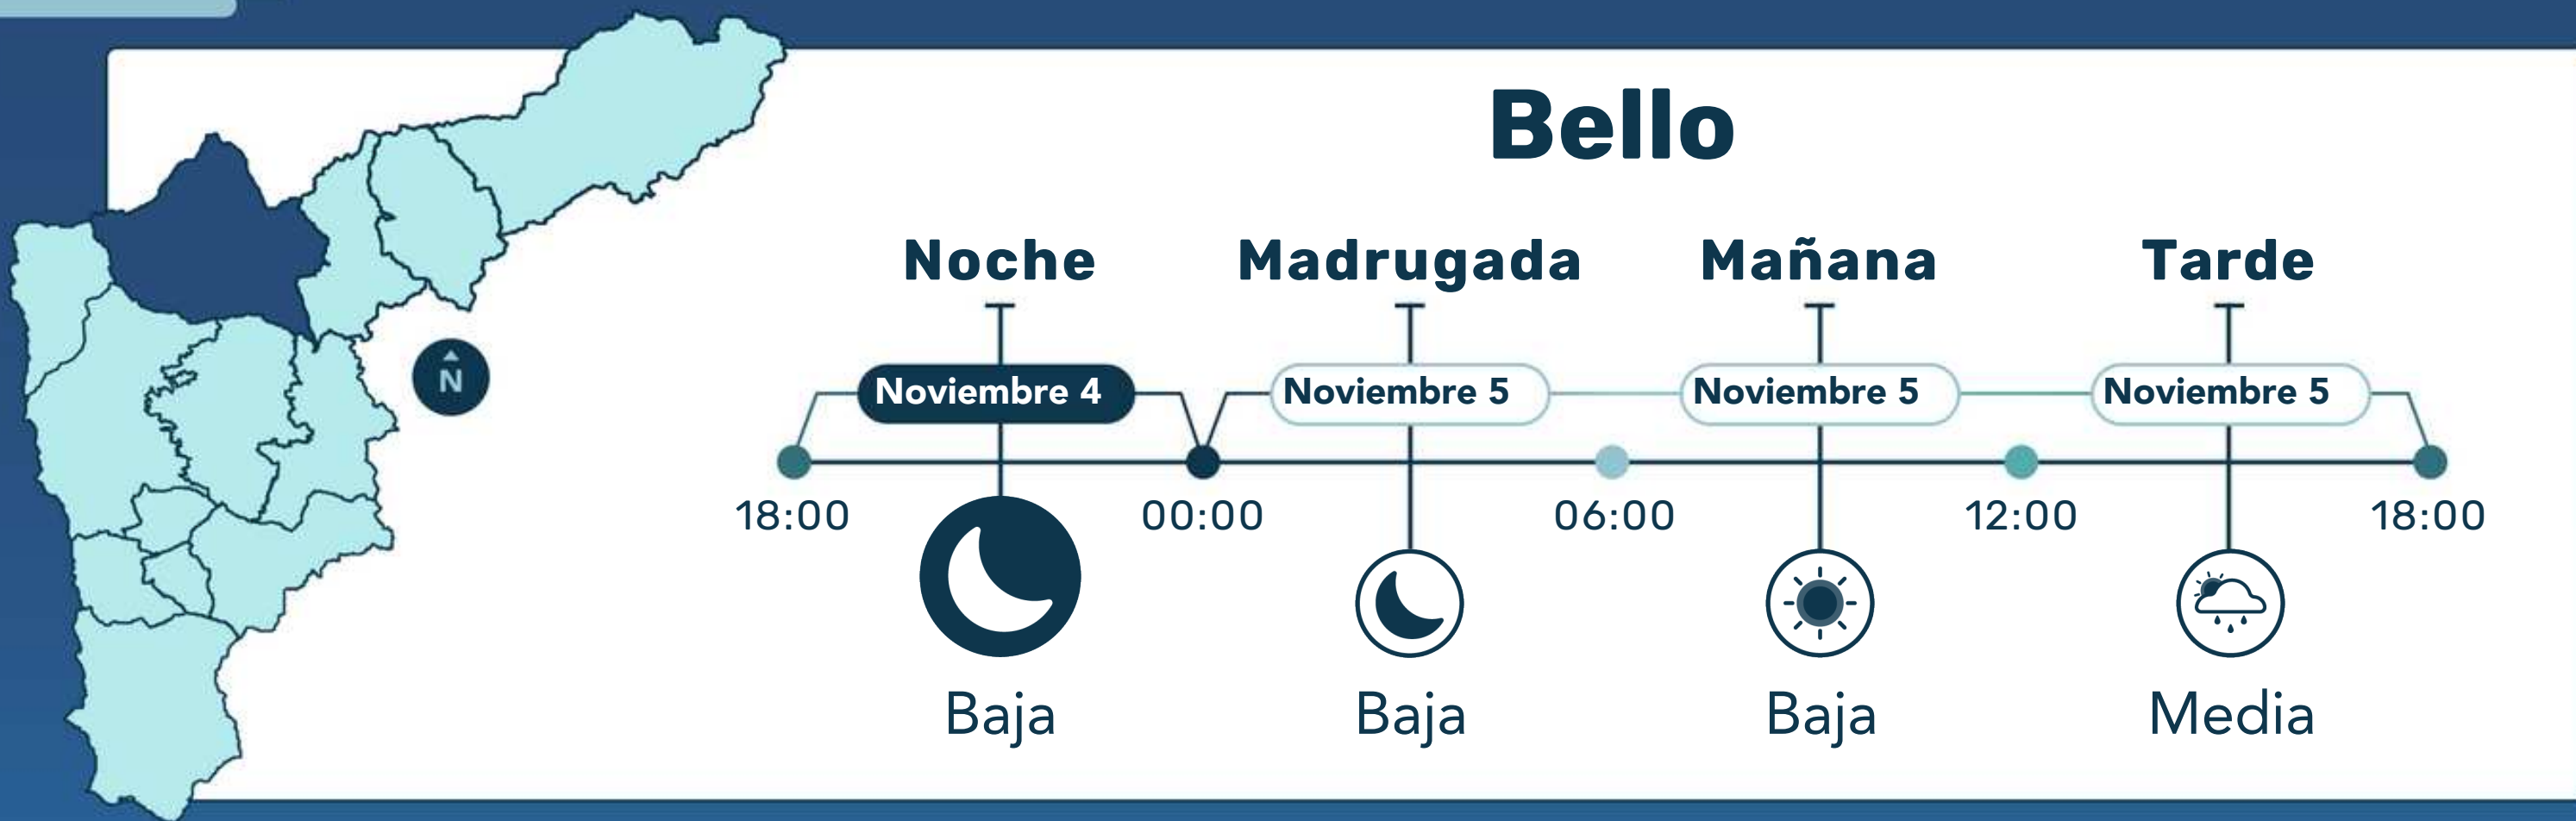 Bello
Noche Madrugada Mañana Tarde
Noviembre 4 Noviembre 5 Noviembre 5 Noviembre 5
N
18:00 00:00 06:00 12:00 18:00
Baja Baja Baja Media